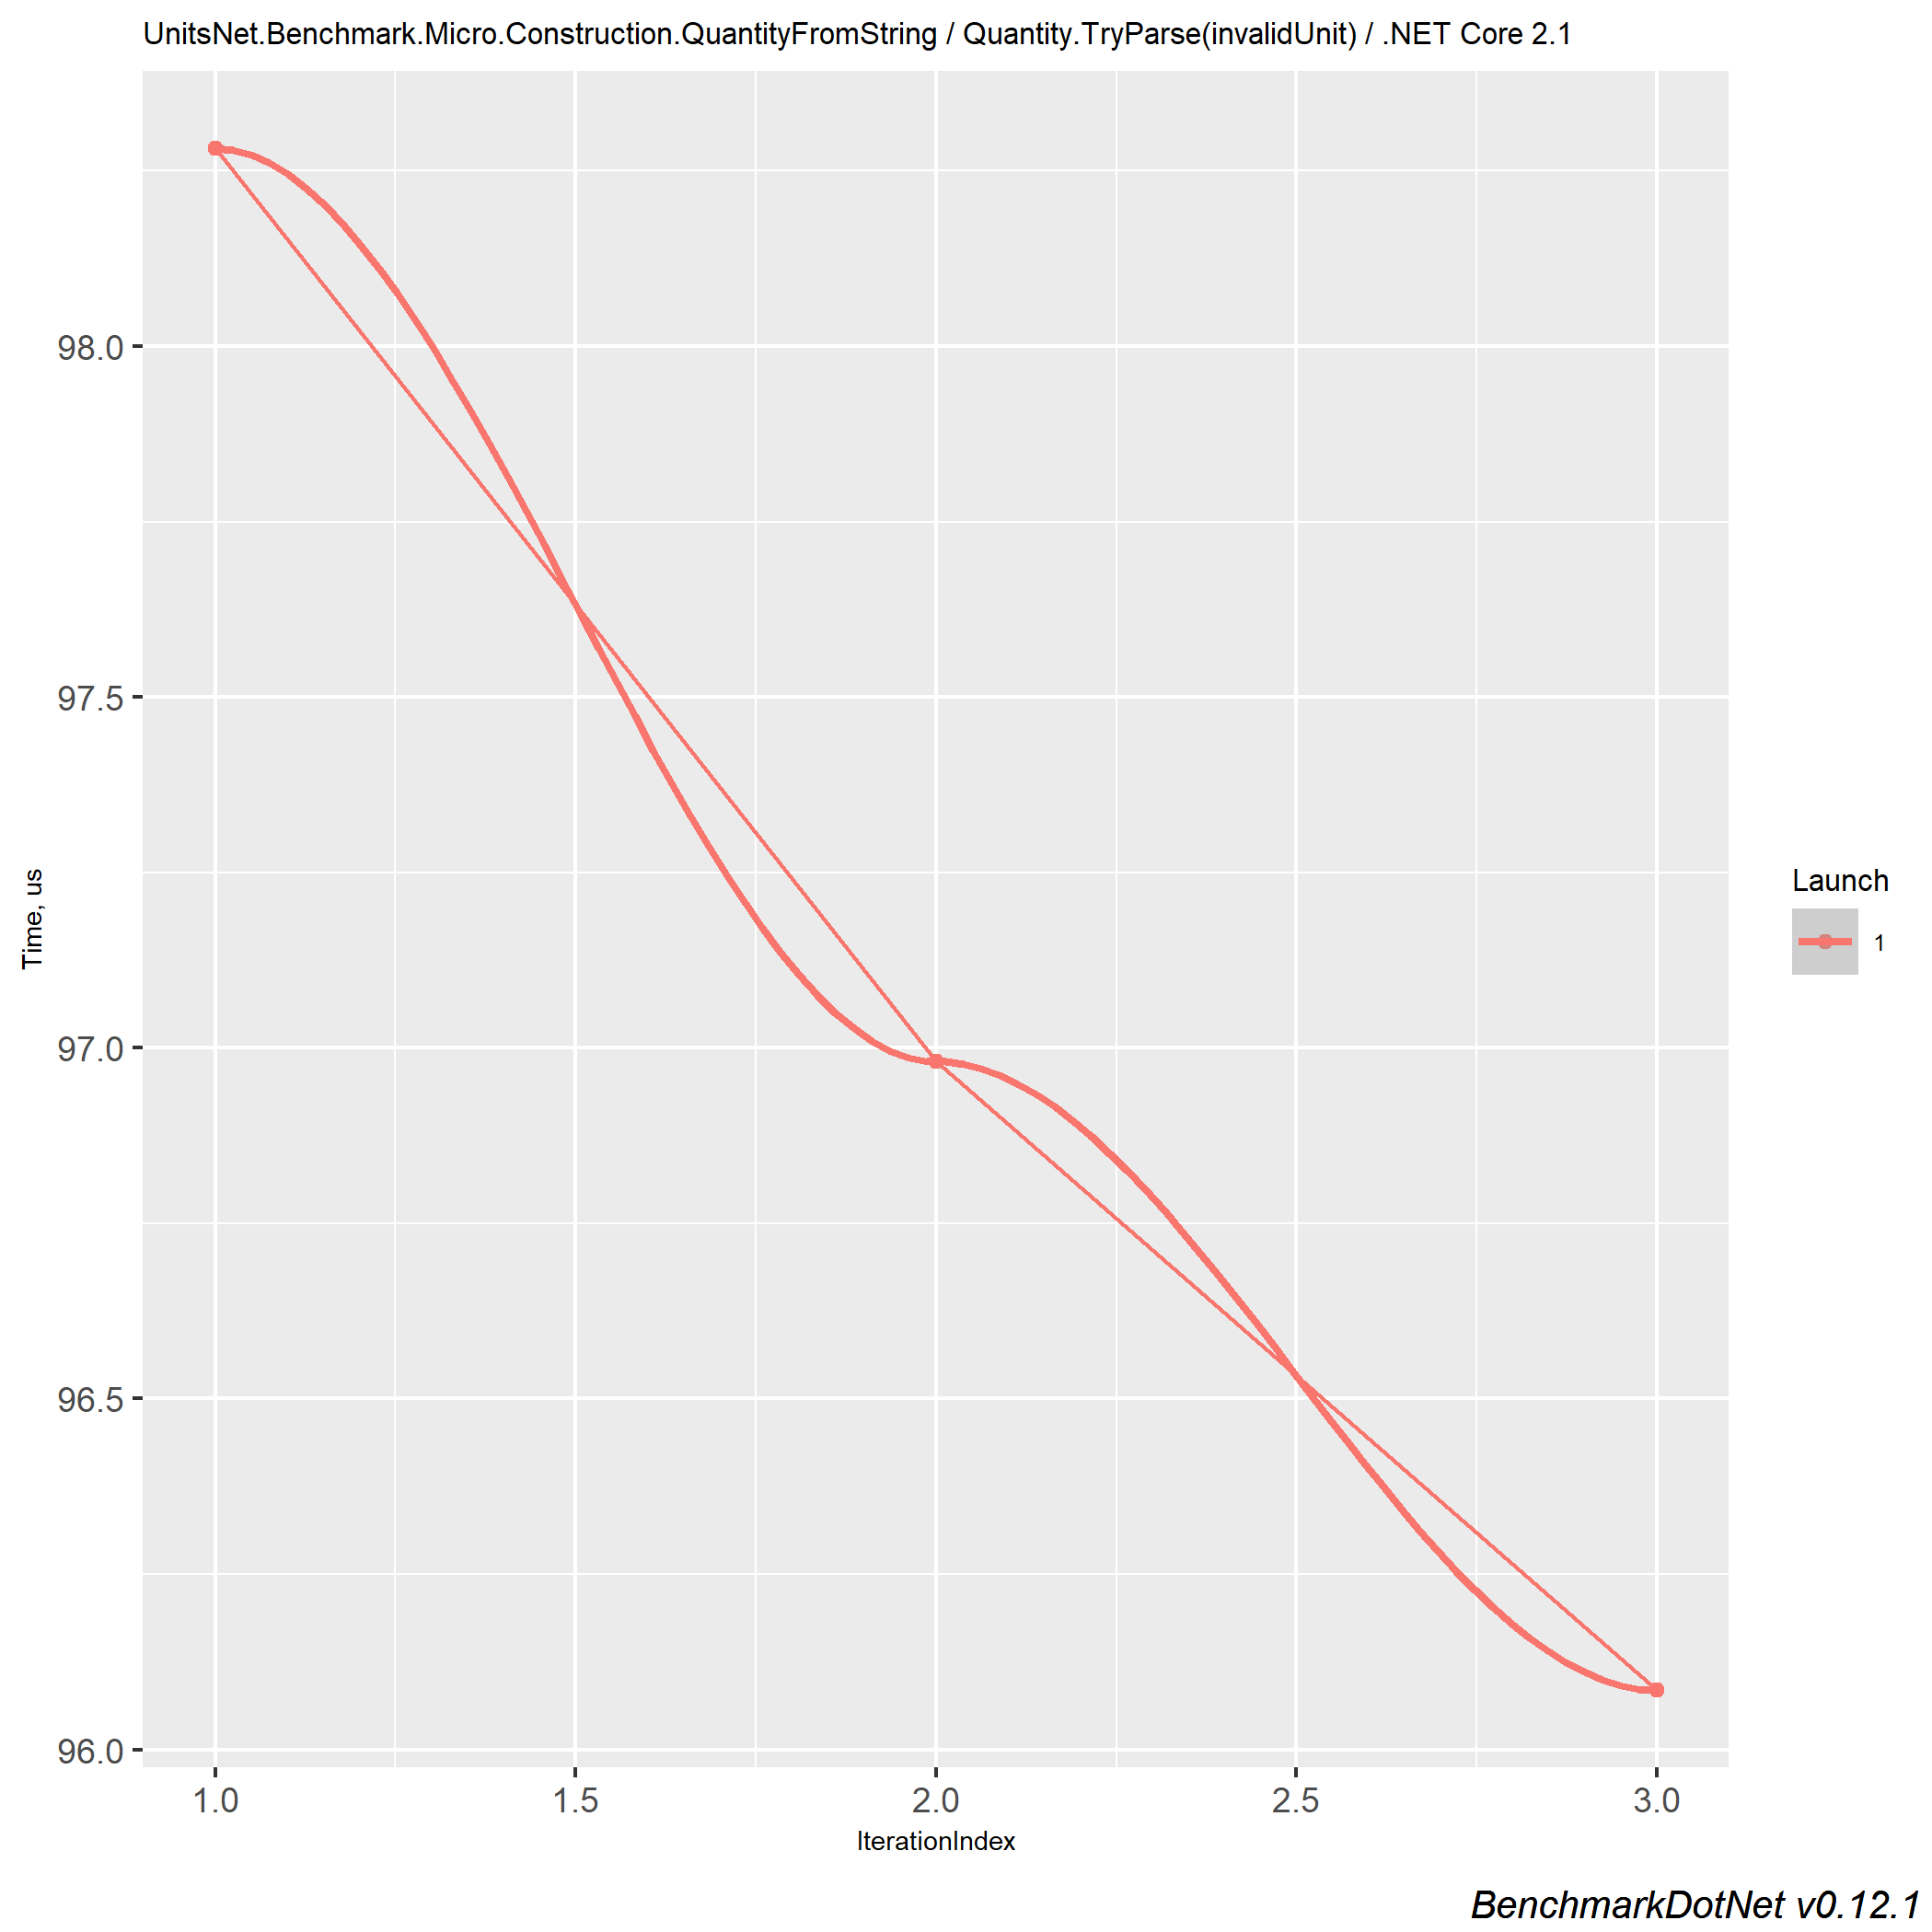 UnitsNet.Benchmark.Micro.Construction.QuantityFromString / Quantity.TryParse(invalidUnit) / .NET Core 2.1
98.0
97.5
97.0
96.5
96.0
Time, us
1.0 1.5 2.0 2.5 3.0
IterationIndex
Launch
1
BenchmarkDotNet v0.12.1